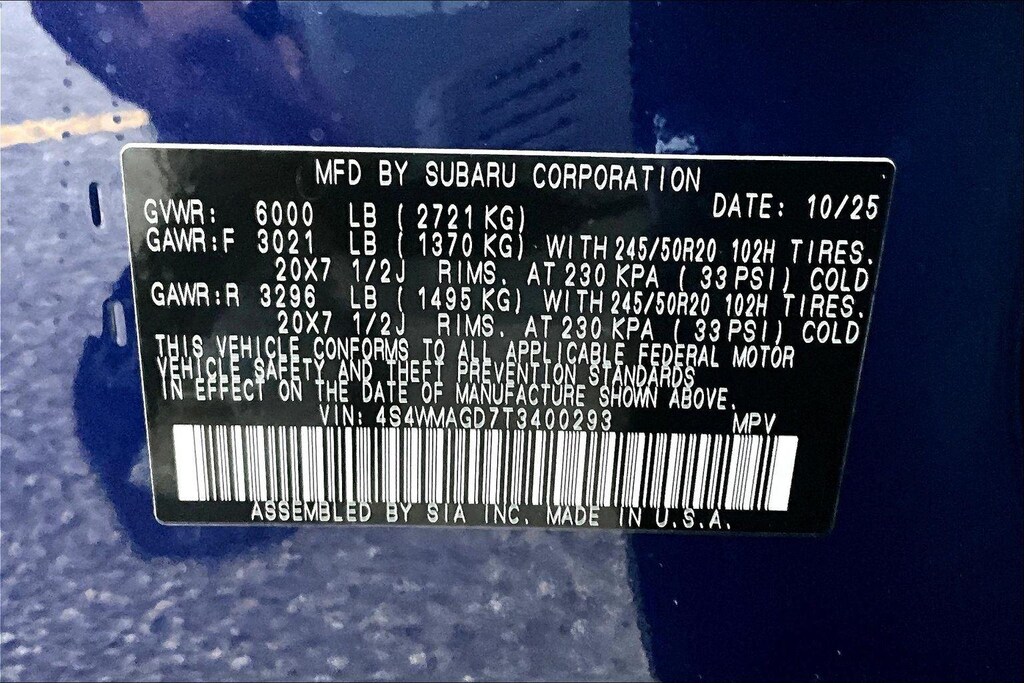 MFD BY SUBARU CORPORATION
DATE: 10/25
GVWR: 6000 LB ( 2721 KG)
GAWR:F 3021 LB ( 1370 KG) WITH 245/50R20 102H TIRES.
20X7 1/2J RIMS. AT 230 KPA ( 33 PSI) COLD
GAWR:R 3296 LB ( 1495 KG) WITH 245/50R20 102H TIRES.
20X7 1/2J RIMS. AT 230 KPA ( 33 PSI) COLD
THIS VEHICLE CONFORMS TO ALL APPLICABLE FEDERAL MOTOR
VEHICLE SAFETY AND THEFT PREVENTION STANDARDS
IN EFFECT ON THE DATE OF MANUFACTURE SHOWN ABOVE.
VIN: 4S4WMAGD7T3400293 MPV
ASSEMBLED BY SIA INC. MADE IN U.S.A.